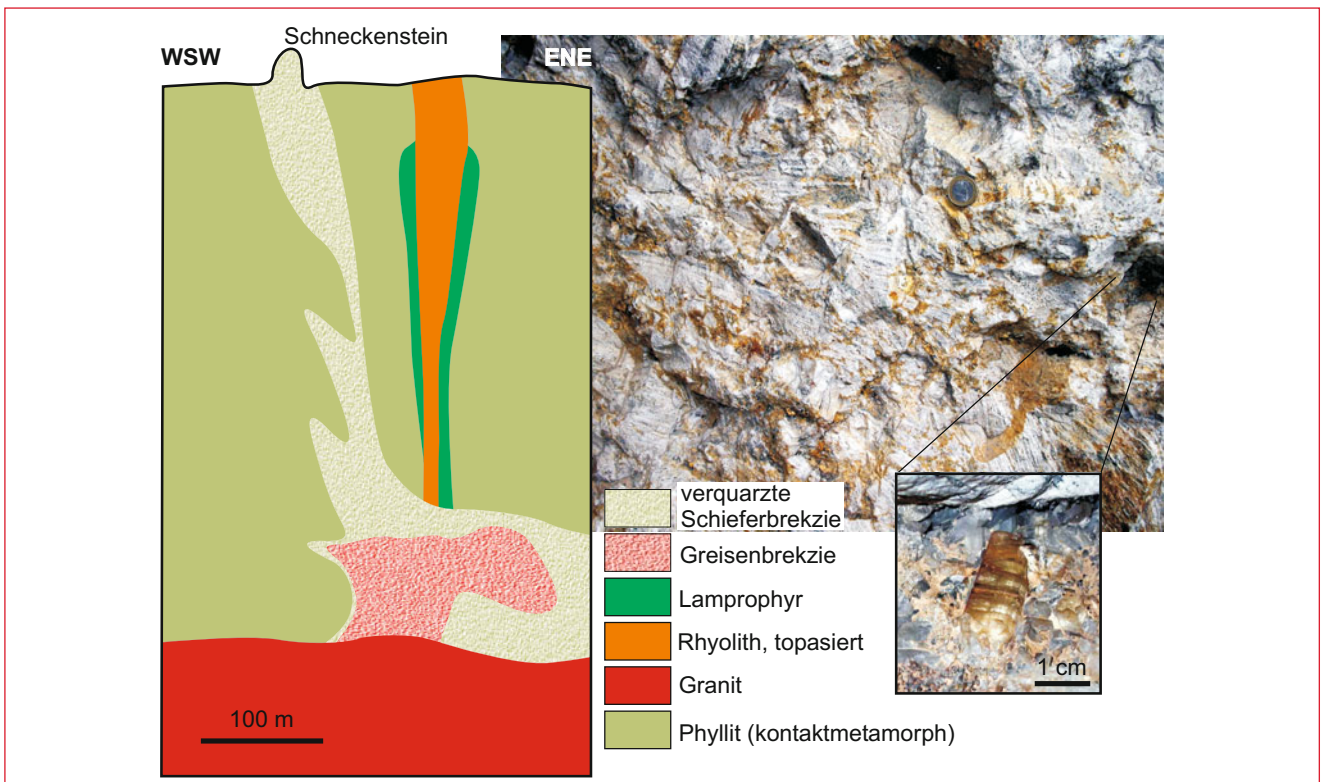 Schneckenstein
WSW
ENE
verquarzte
Schieferbrekzie
Greisenbrekzie
Lamprophyr
Rhyolith, topasiert
Granit
Phyllit (kontaktmetamorph)
100 m
1 cm